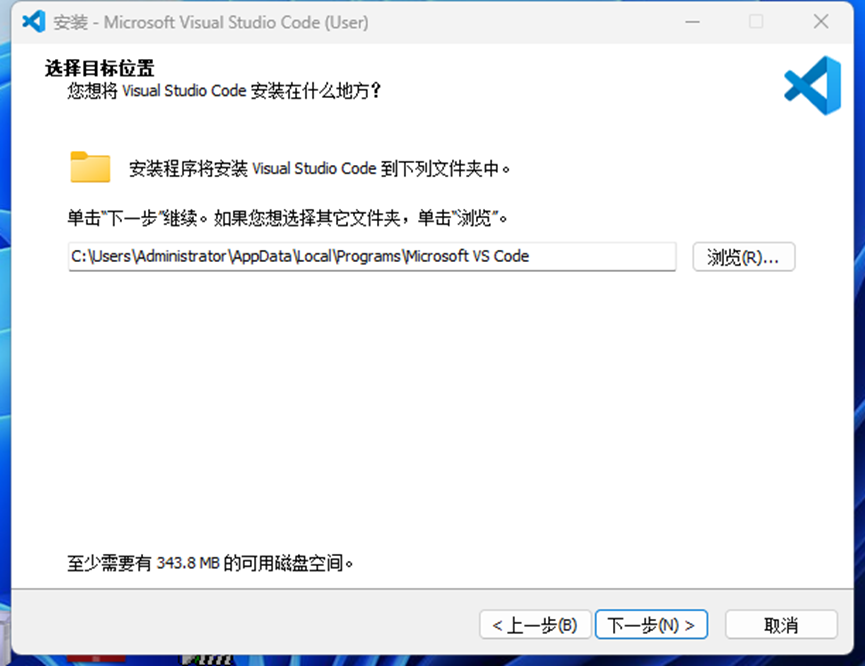 安装 - Microsoft Visual Studio Code (User)
选择目标位置
您想将 Visual Studio Code 安装在什么地方?
安装程序将安装 Visual Studio Code 到下列文件夹中。
单击“下一步”继续。如果您想选择其它文件夹，单击“浏览”。
C:\Users\Administrator\AppData\Local\Programs\Microsoft VS Code
浏览(R)...
至少需要有 343.8 MB 的可用磁盘空间。
< 上一步(B)
下一步(N) >
取消